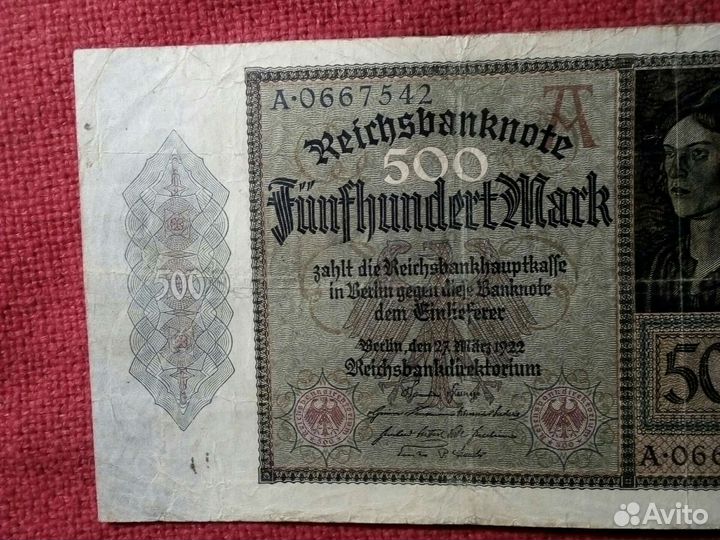 A·0667542
A
Reichsbanknote
500
Fünfhundert Mark
zahlt die Reichsbankhauptkasse
in Berlin gegen diese Banknote
dem Einlieferer
Berlin, den 27. März 1922
Reichsbankdirektorium
500
50
A·066
Avito